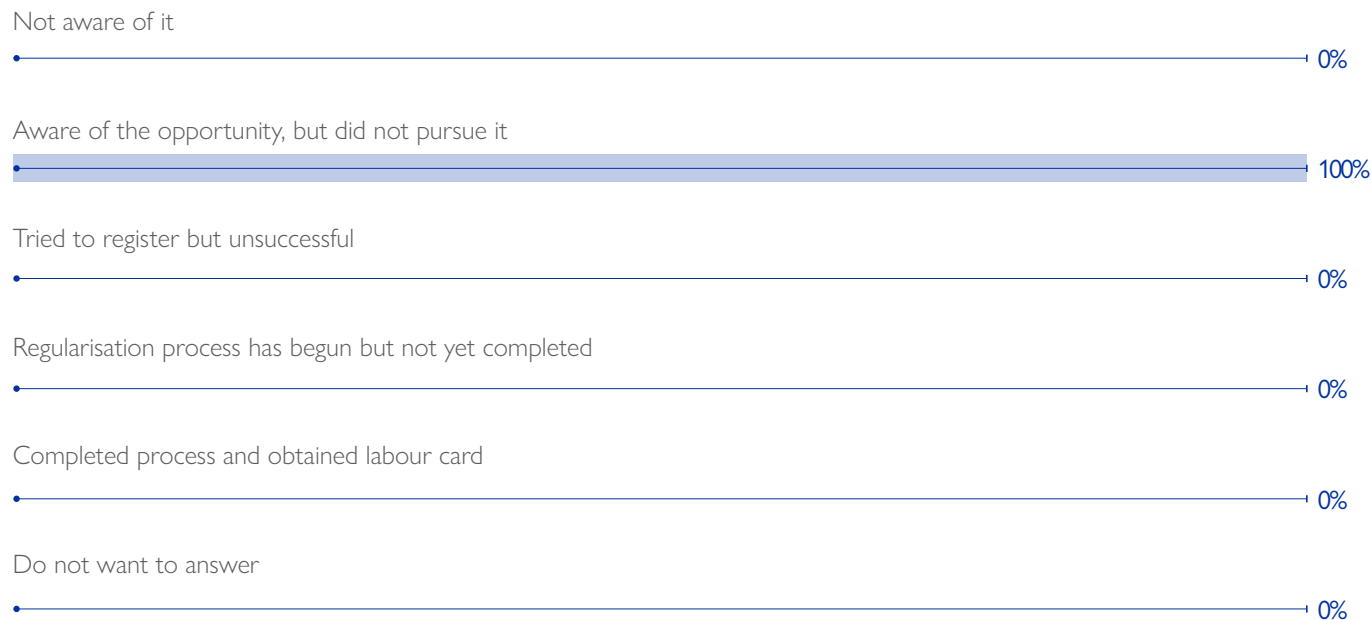 Not aware of it
0%
Aware of the opportunity, but did not pursue it
100%
Tried to register but unsuccessful
0%
Regularisation process has begun but not yet completed
0%
Completed process and obtained labour card
0%
Do not want to answer
0%